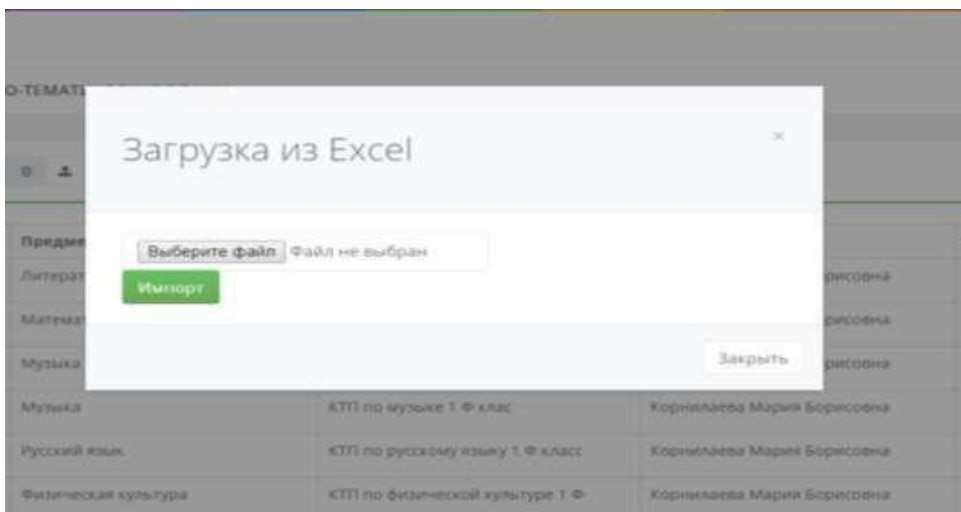 О-ТЕМАТИ
Загрузка из Excel
×
0
Предме
Выберите файл Файл не выбран
Литерат
рисовна
Импорт
Математ
рисовна
Закрыть
Музыка
рисовна
Музыка КТП по музыке 1 Ф клас Корнилаева Мария Борисовна
Русский язык КТП по русскому языку 1 Ф класс Корнилаева Мария Борисовна
Физическая культура КТП по физической культуре 1 Ф Корнилаева Мария Борисовна